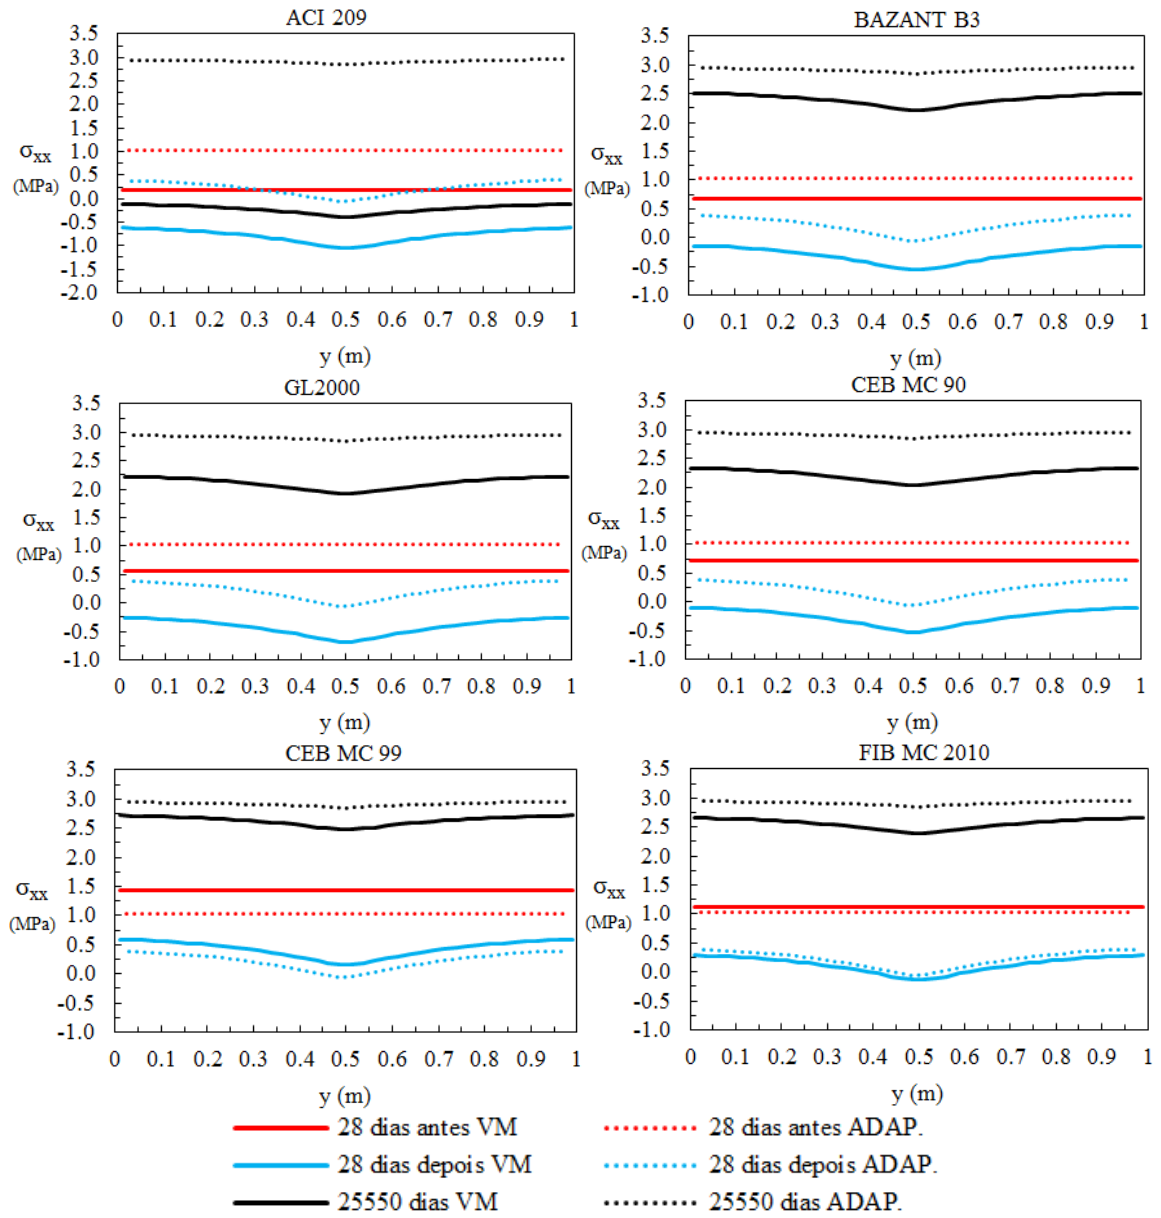 ACI 209
3.5
3.0
2.5
2.0
1.5
1.0
0.5
0.0
-0.5
-1.0
-1.5
-2.0
σxx
(MPa)
0 0.1 0.2 0.3 0.4 0.5 0.6 0.7 0.8 0.9 1
y (m)
BAZANT B3
3.5
3.0
2.5
2.0
1.5
1.0
0.5
0.0
-0.5
-1.0
σxx
(MPa)
0 0.1 0.2 0.3 0.4 0.5 0.6 0.7 0.8 0.9 1
y (m)
GL2000
3.5
3.0
2.5
2.0
1.5
1.0
0.5
0.0
-0.5
-1.0
σxx
(MPa)
0 0.1 0.2 0.3 0.4 0.5 0.6 0.7 0.8 0.9 1
y (m)
CEB MC 90
3.5
3.0
2.5
2.0
1.5
1.0
0.5
0.0
-0.5
-1.0
σxx
(MPa)
0 0.1 0.2 0.3 0.4 0.5 0.6 0.7 0.8 0.9 1
y (m)
CEB MC 99
3.5
3.0
2.5
2.0
1.5
1.0
0.5
0.0
-0.5
-1.0
σxx
(MPa)
0 0.1 0.2 0.3 0.4 0.5 0.6 0.7 0.8 0.9 1
y (m)
FIB MC 2010
3.5
3.0
2.5
2.0
1.5
1.0
0.5
0.0
-0.5
-1.0
σxx
(MPa)
0 0.1 0.2 0.3 0.4 0.5 0.6 0.7 0.8 0.9 1
y (m)
28 dias antes VM
28 dias antes ADAP.
28 dias depois VM
28 dias depois ADAP.
25550 dias VM
25550 dias ADAP.